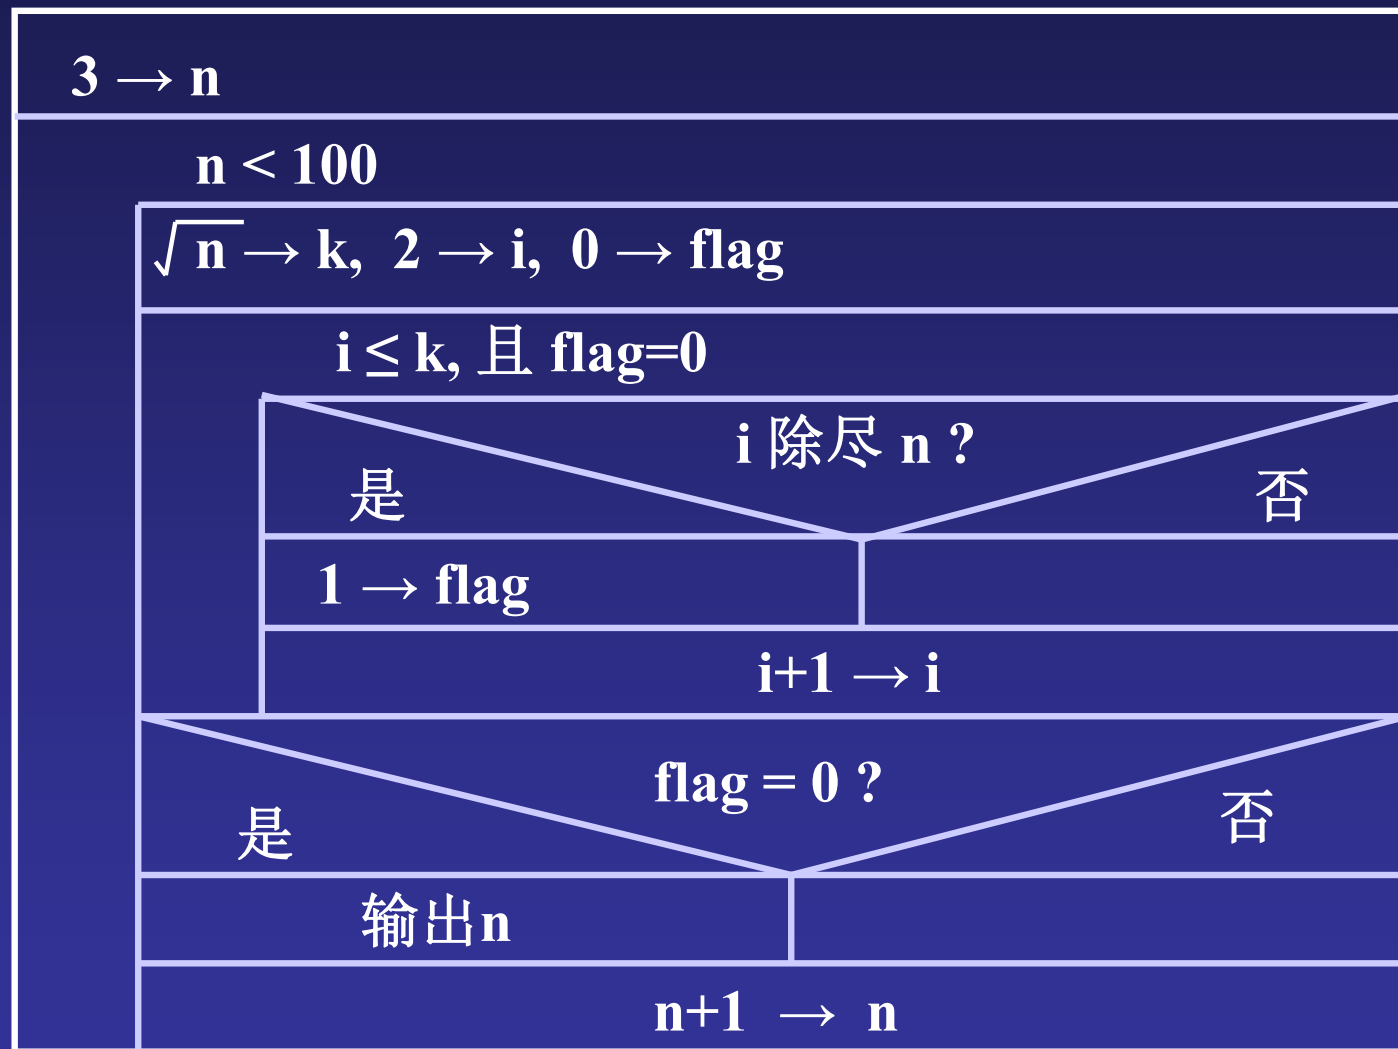 3 → n
n < 100
√n → k, 2 → i, 0 → flag
i ≤ k, 且 flag=0
i 除尽 n ?
是 否
1 → flag
i+1 → i
flag = 0 ?
是 否
输出n
n+1 → n